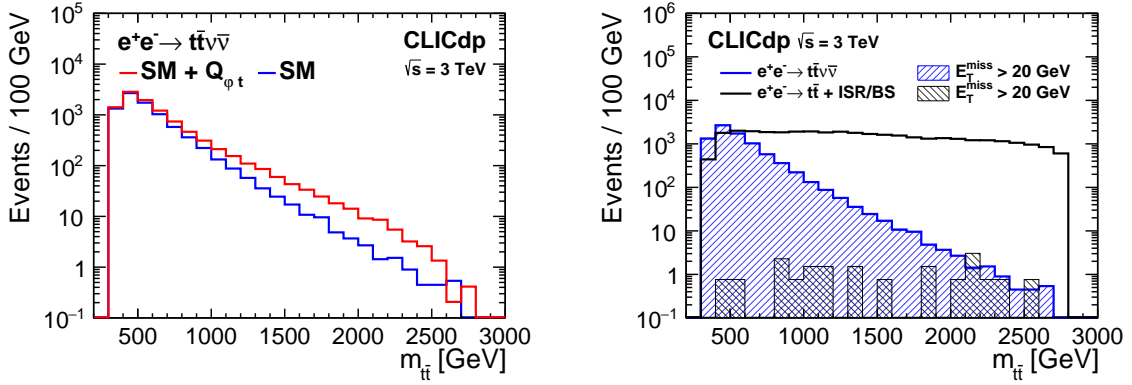 Events / 100 GeV
e⁺e⁻→ tt̄νν̄
CLICdp
SM + Q_φt
SM
√s = 3 TeV
10⁵
10⁴
10³
10²
10
1
10⁻¹
500 1000 1500 2000 2500 3000
m_tt̄ [GeV]
Events / 100 GeV
CLICdp √s = 3 TeV
e⁺e⁻→ tt̄νν̄
E_T^miss > 20 GeV
e⁺e⁻→ tt̄ + ISR/BS
E_T^miss > 20 GeV
10⁶
10⁵
10⁴
10³
10²
10
1
10⁻¹
500 1000 1500 2000 2500 3000
m_tt̄ [GeV]